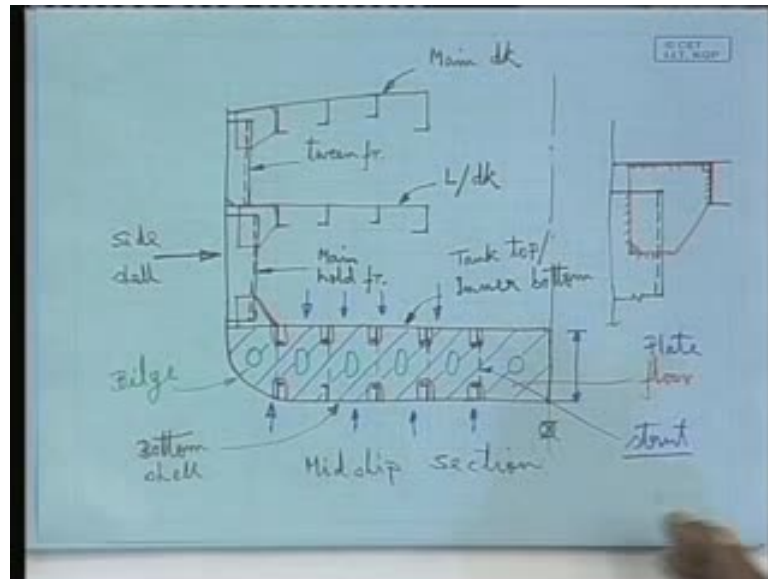 © CET
I.I.T. KGP
Main dk
tween fr.
L/dk
side
shell
Main
hold fr.
Tank top/
Inner bottom
Bilge
Plate
floor
Bottom
shell
strut
Midship section